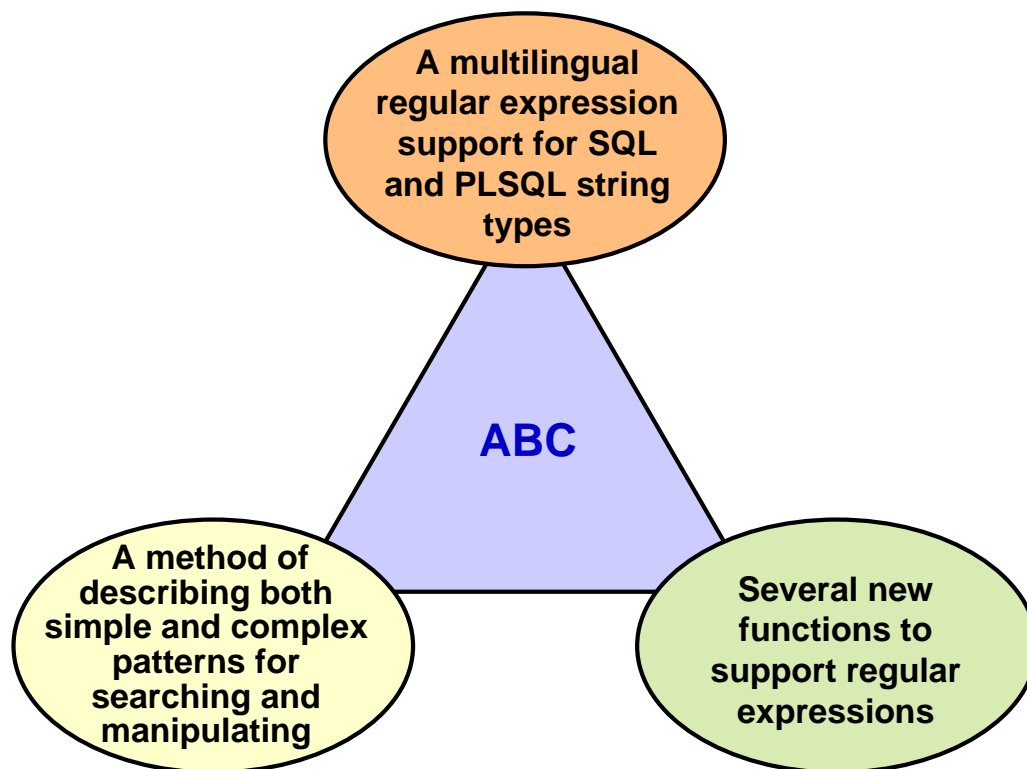 A multilingual
regular expression
support for SQL
and PLSQL string
types
ABC
A method of
describing both
simple and complex
patterns for
searching and
manipulating
Several new
functions to
support regular
expressions